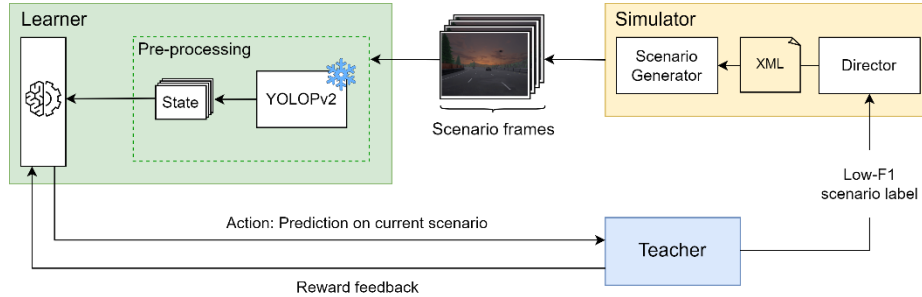 Learner
Pre-processing
State
YOLOPv2
Scenario frames
Simulator
Scenario
Generator
XML
Director
Low-F1
scenario label
Action: Prediction on current scenario
Teacher
Reward feedback